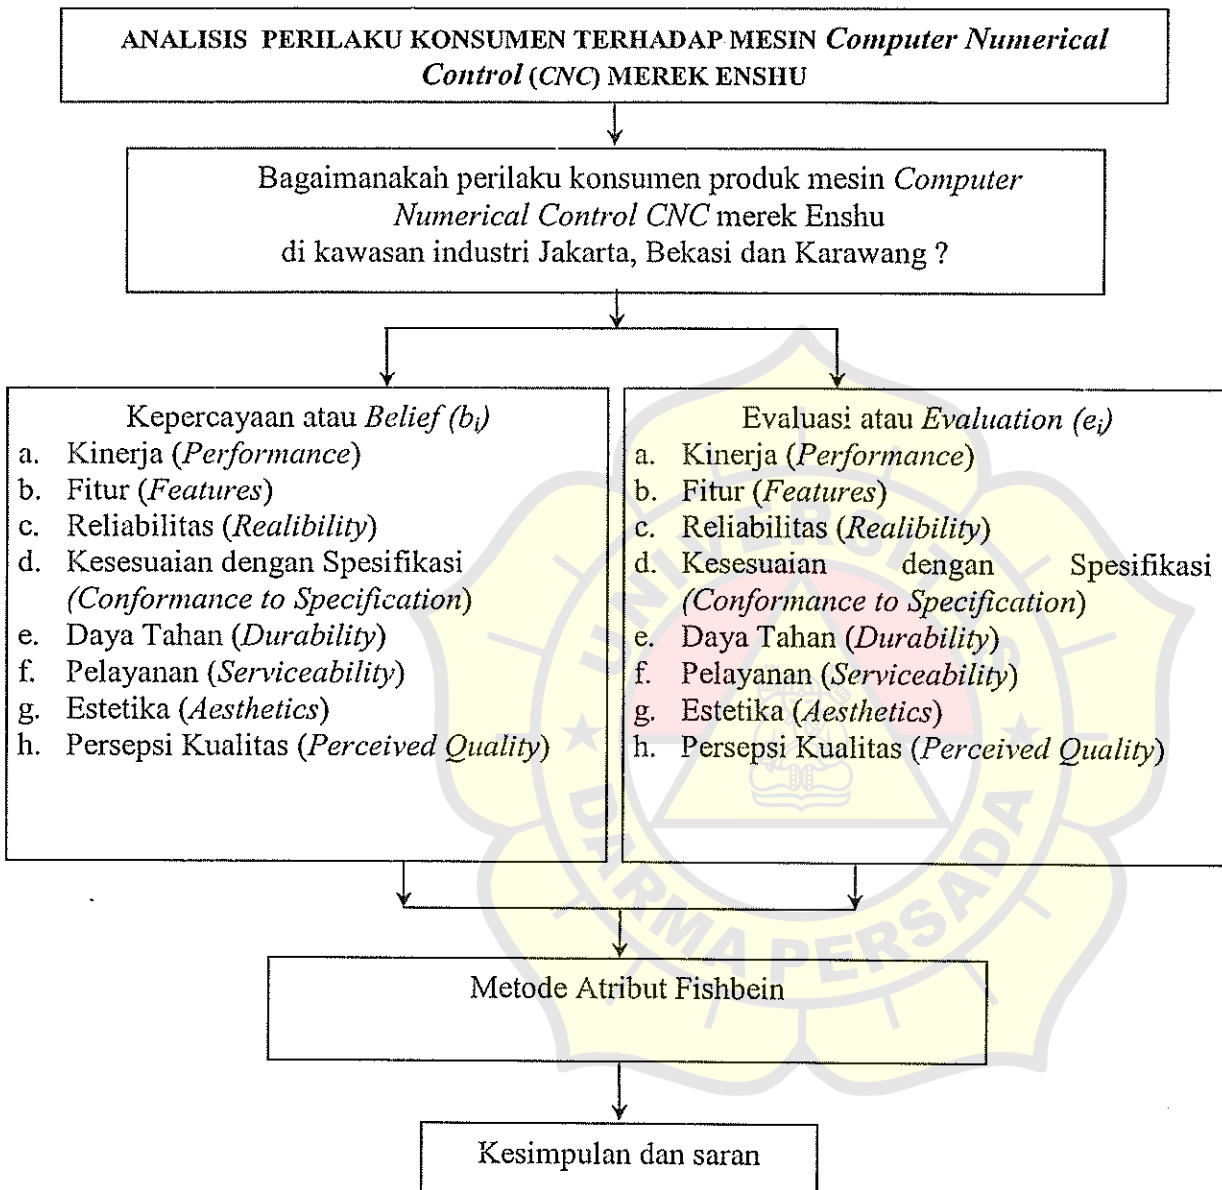 ANALISIS PERILAKU KONSUMEN TERHADAP MESIN Computer Numerical
Control (CNC) MEREK ENSHU
Bagaimanakah perilaku konsumen produk mesin Computer
Numerical Control CNC merek Enshu
di kawasan industri Jakarta, Bekasi dan Karawang ?
Kepercayaan atau Belief (bi)
a. Kinerja (Performance)
b. Fitur (Features)
c. Reliabilitas (Realibility)
d. Kesesuaian dengan Spesifikasi
(Conformance to Specification)
e. Daya Tahan (Durability)
f. Pelayanan (Serviceability)
g. Estetika (Aesthetics)
h. Persepsi Kualitas (Perceived Quality)
Evaluasi atau Evaluation (ei)
a. Kinerja (Performance)
b. Fitur (Features)
c. Reliabilitas (Realibility)
d. Kesesuaian dengan Spesifikasi
(Conformance to Specification)
e. Daya Tahan (Durability)
f. Pelayanan (Serviceability)
g. Estetika (Aesthetics)
h. Persepsi Kualitas (Perceived Quality)
Metode Atribut Fishbein
Kesimpulan dan saran
UNIVERSITAS
DARMA PERSADA